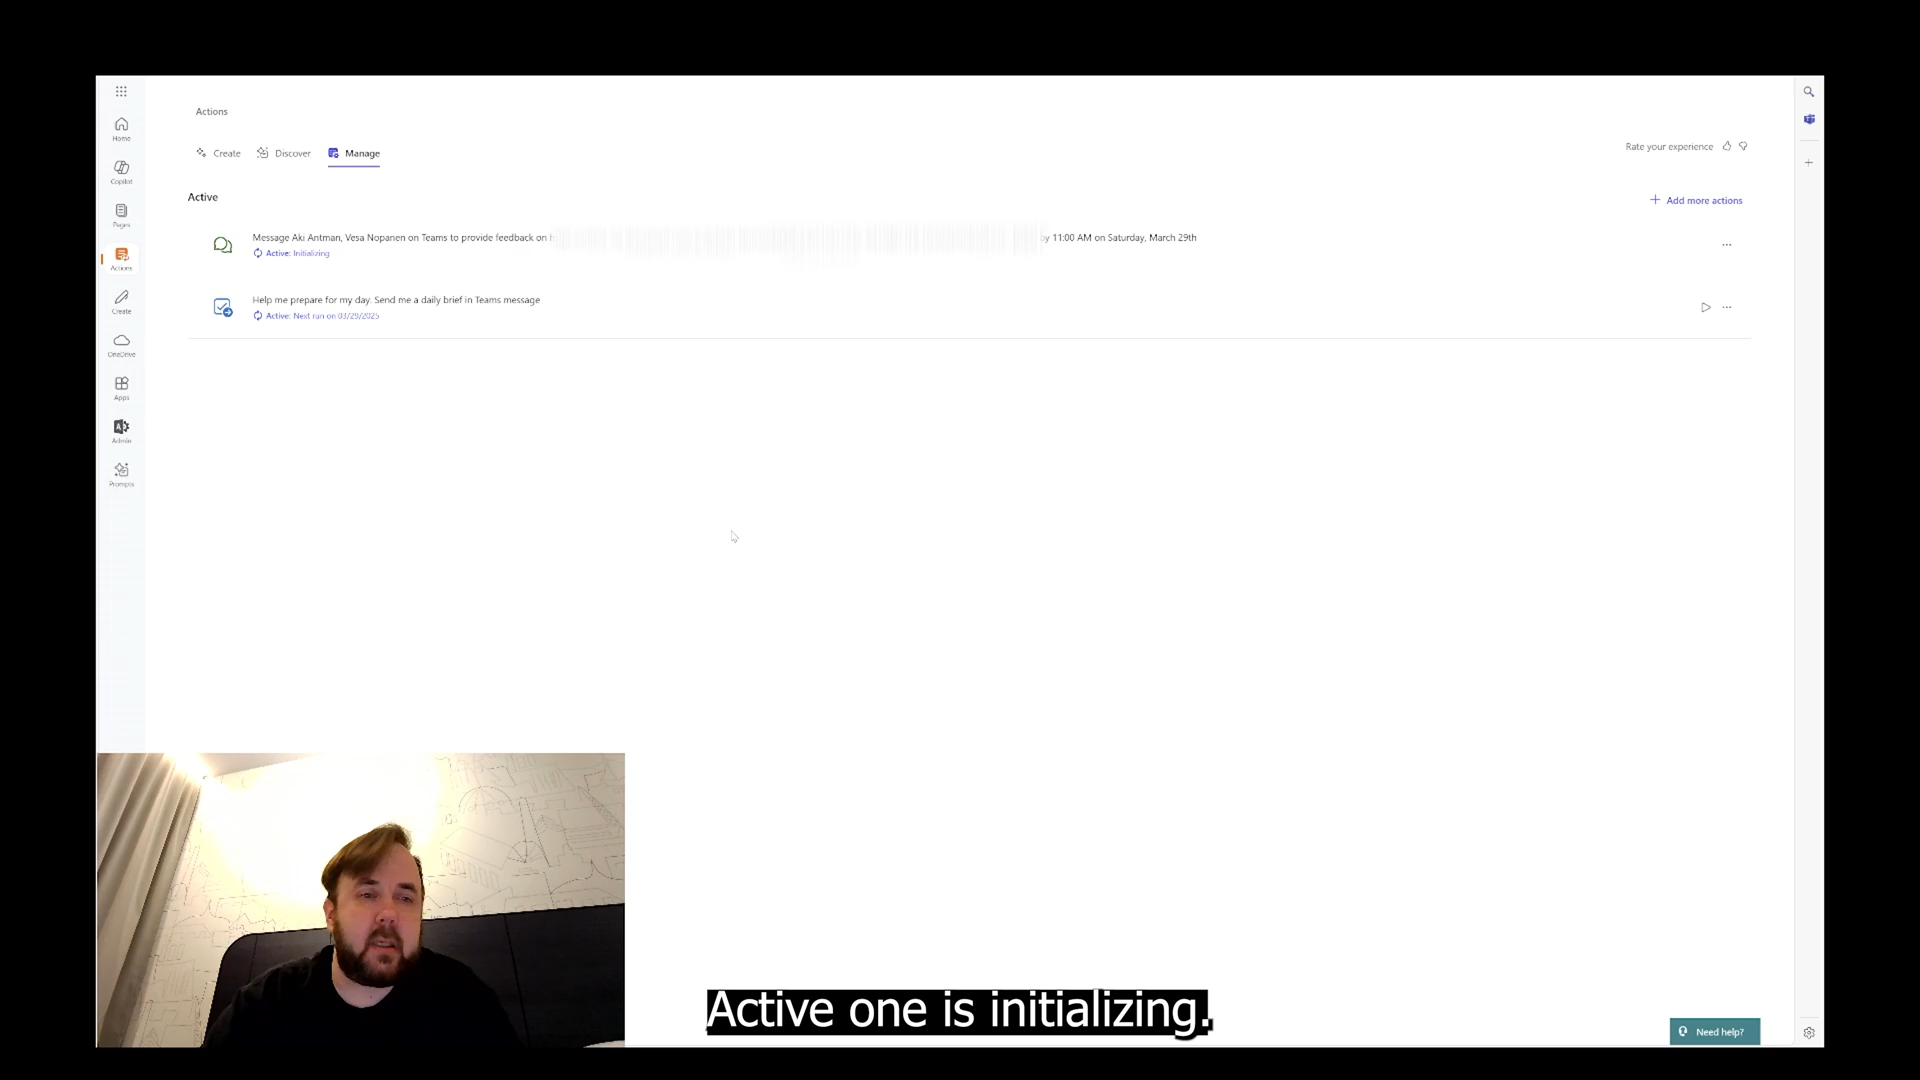 Actions
Create
Discover
Manage
Rate your experience
Active
Add more actions
Message Aki Antman, Vesa Nopanen on Teams to provide feedback on by 11:00 AM on Saturday, March 29th
Active: Initializing
Help me prepare for my day. Send me a daily brief in Teams message
Active: Next run on 03/29/2025
Home
Copilot
Pages
Actions
Create
OneDrive
Apps
Admin
Prompts
Active one is initializing.
Need help?